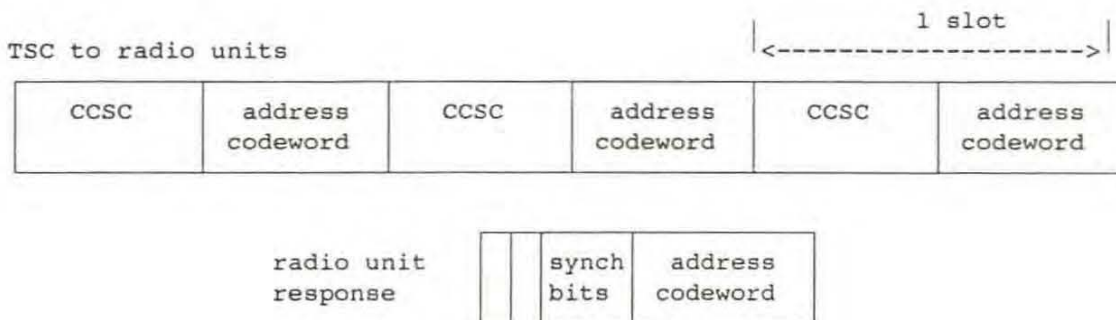 1 slot
TSC to radio units
|<-------------------->|
CCSC address codeword CCSC address codeword CCSC address codeword
radio unit response
synch bits address codeword